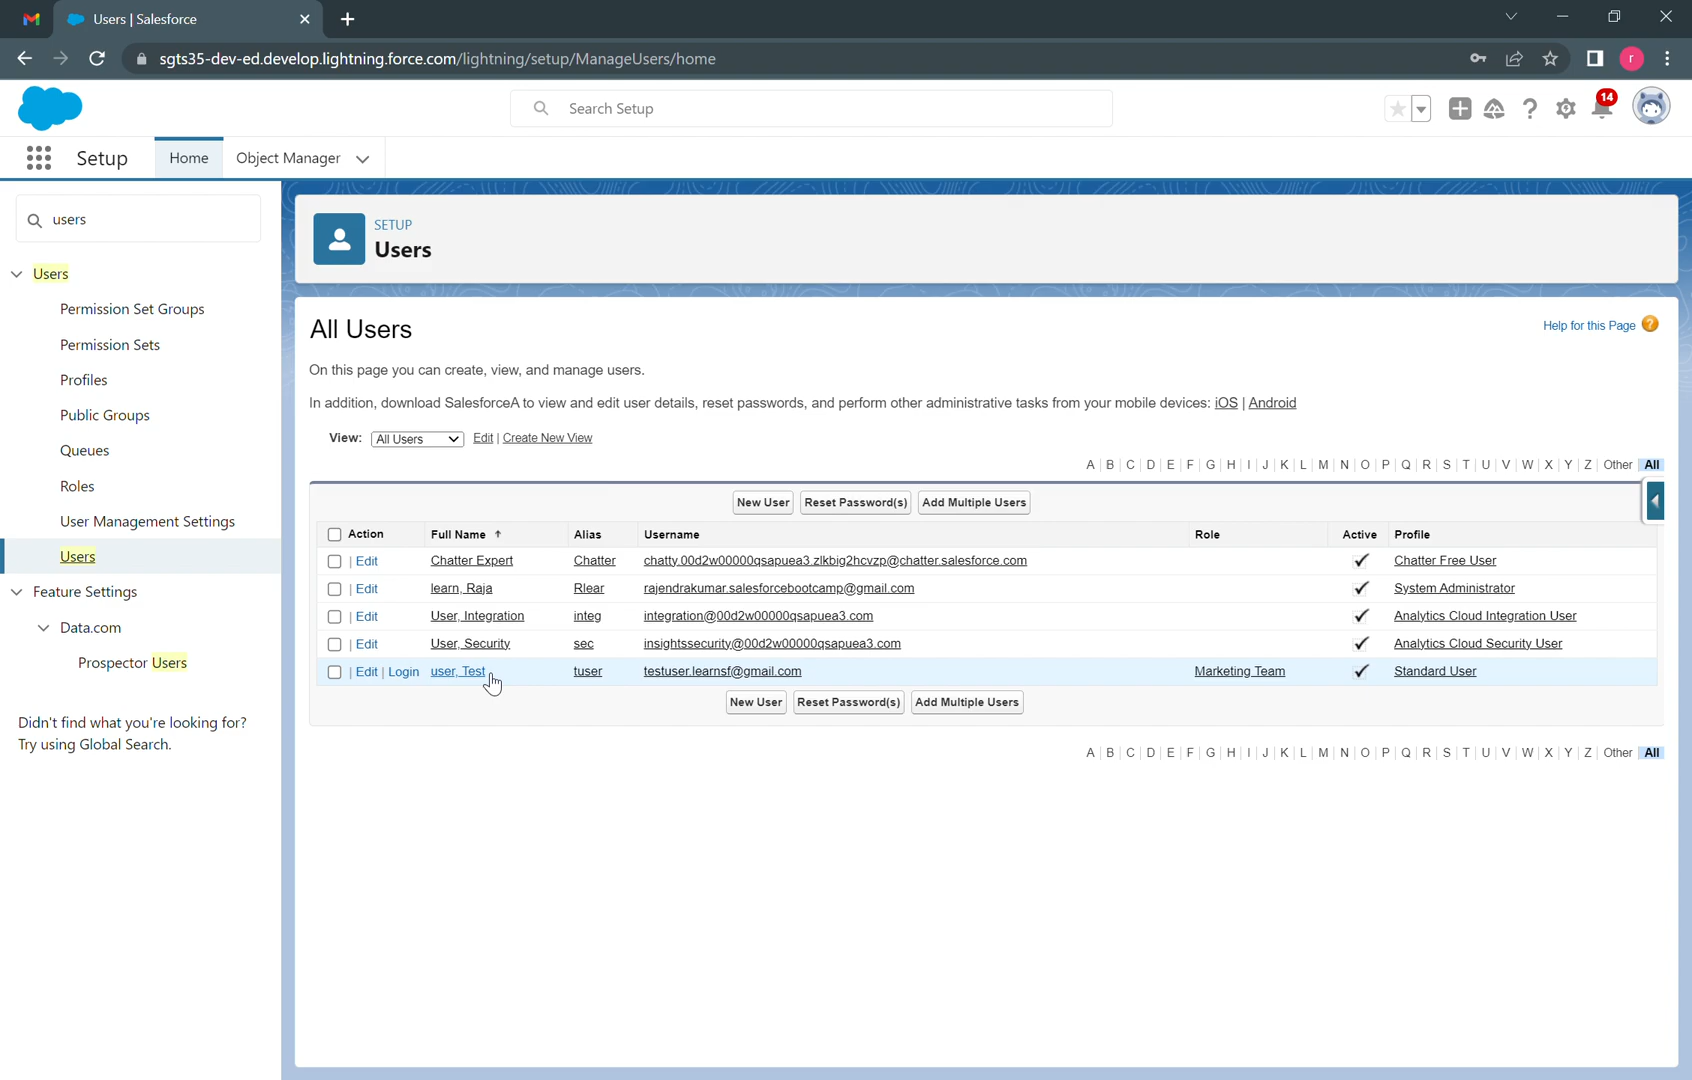 Users | Salesforce
sgts35-dev-ed.develop.lightning.force.com/lightning/setup/ManageUsers/home
r
Search Setup
14
Setup
Home
Object Manager
users
Users
Permission Set Groups
Permission Sets
Profiles
Public Groups
Queues
Roles
User Management Settings
Users
Feature Settings
Data.com
Prospector Users
Didn't find what you're looking for?
Try using Global Search.
SETUP
Users
All Users
Help for this Page ?
On this page you can create, view, and manage users.
In addition, download SalesforceA to view and edit user details, reset passwords, and perform other administrative tasks from your mobile devices: iOS | Android
View: All Users Edit | Create New View
A | B | C | D | E | F | G | H | I | J | K | L | M | N | O | P | Q | R | S | T | U | V | W | X | Y | Z | Other | All
New User Reset Password(s) Add Multiple Users
Action Full Name ↑ Alias Username Role Active Profile
| Edit Chatter Expert Chatter chatty.00d2w00000qsapuea3.zlkbig2hcvzp@chatter.salesforce.com ✓ Chatter Free User
| Edit learn, Raja Rlear rajendrakumar.salesforcebootcamp@gmail.com ✓ System Administrator
| Edit User, Integration integ integration@00d2w00000qsapuea3.com ✓ Analytics Cloud Integration User
| Edit User, Security sec insightssecurity@00d2w00000qsapuea3.com ✓ Analytics Cloud Security User
| Edit | Login user, Test tuser testuser.learnsf@gmail.com Marketing Team ✓ Standard User
New User Reset Password(s) Add Multiple Users
A | B | C | D | E | F | G | H | I | J | K | L | M | N | O | P | Q | R | S | T | U | V | W | X | Y | Z | Other | All